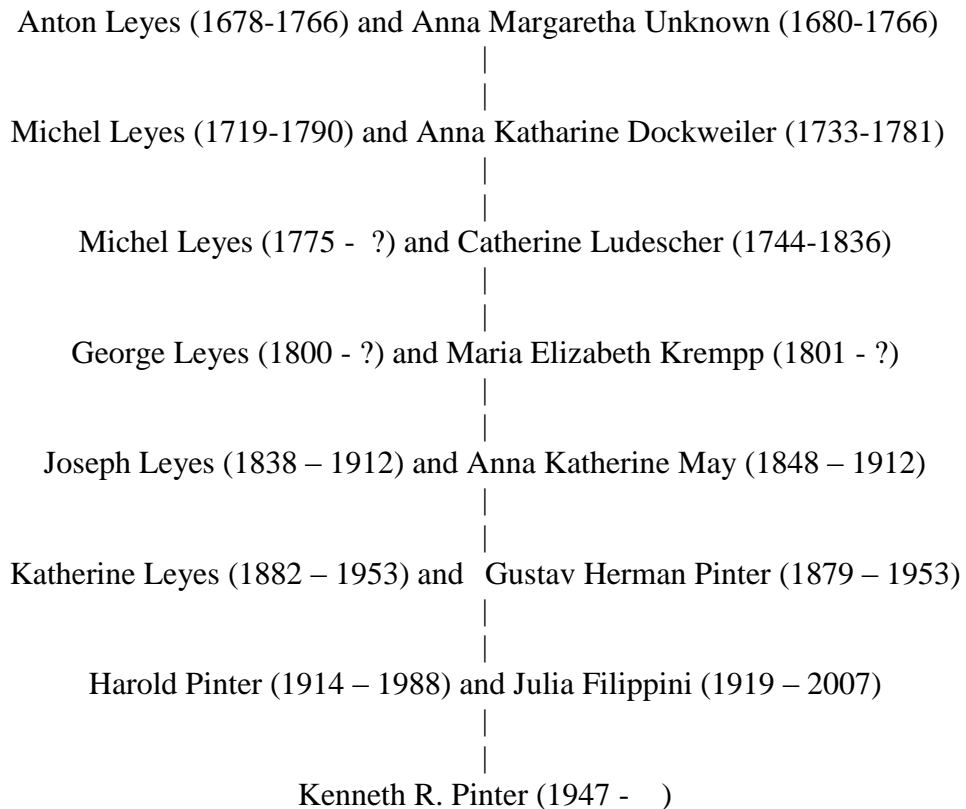 Anton Leyes (1678-1766) and Anna Margaretha Unknown (1680-1766)
|
|
Michel Leyes (1719-1790) and Anna Katharine Dockweiler (1733-1781)
|
|
Michel Leyes (1775 -  ?) and Catherine Ludescher (1744-1836)
|
|
George Leyes (1800 - ?) and Maria Elizabeth Krempp (1801 - ?)
|
|
Joseph Leyes (1838 – 1912) and Anna Katherine May (1848 – 1912)
|
|
Katherine Leyes (1882 – 1953) and  Gustav Herman Pinter (1879 – 1953)
|
|
Harold Pinter (1914 – 1988) and Julia Filippini (1919 – 2007)
|
|
Kenneth R. Pinter (1947 -    )